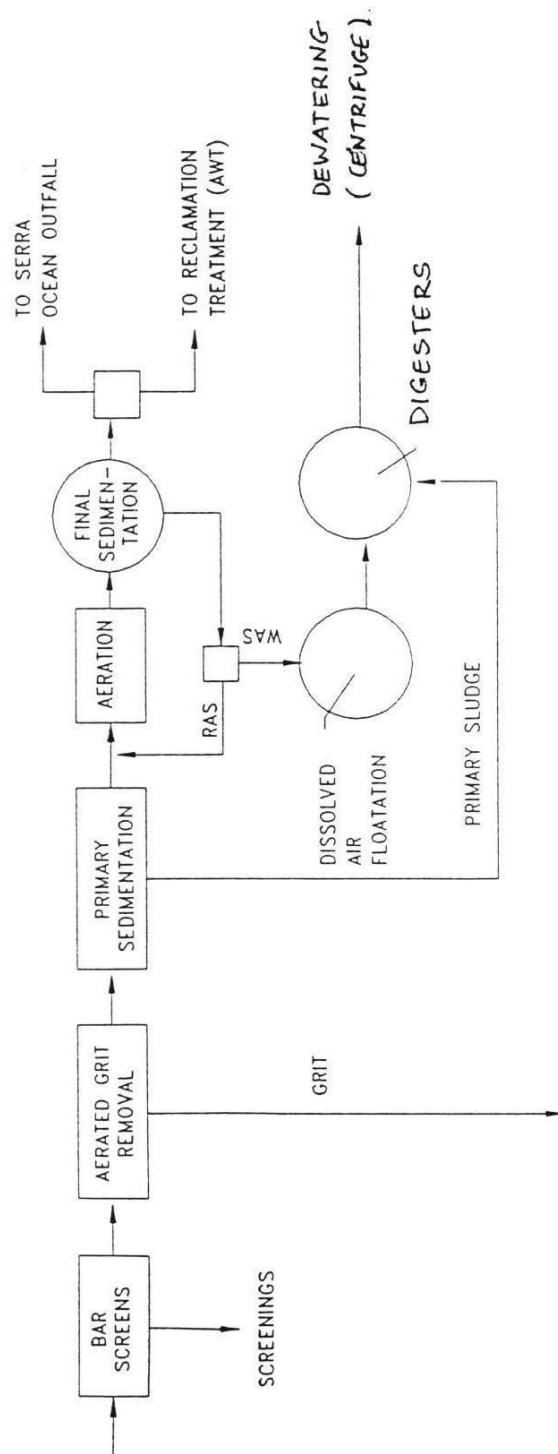 BAR
SCREENS
SCREENINGS
AERATED GRIT
REMOVAL
GRIT
PRIMARY
SEDIMENTATION
PRIMARY SLUDGE
AERATION
RAS
WAS
FINAL
SEDIMEN-
TATION
DISSOLVED
AIR
FLOATATION
TO SERRA
OCEAN OUTFALL
TO RECLAMATION
TREATMENT (AWT)
DIGESTERS
DEWATERING
(CENTRIFUGE).